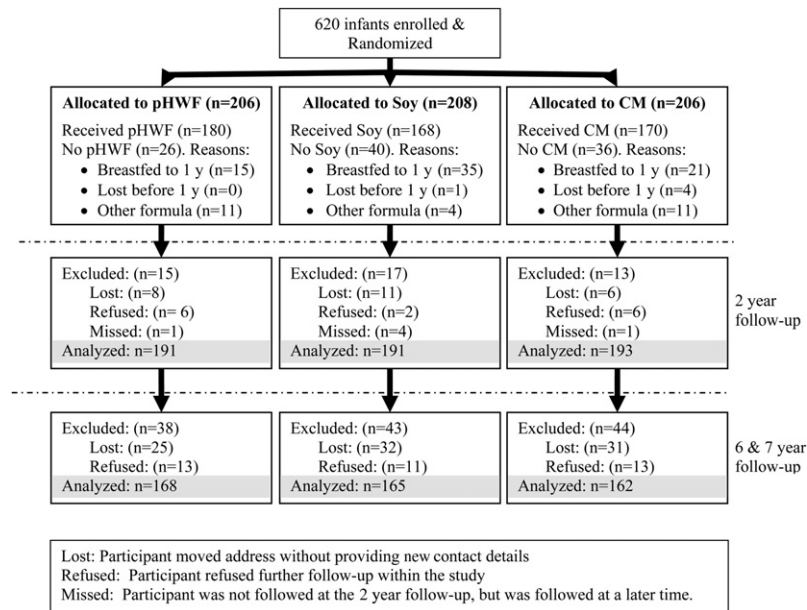 620 infants enrolled &
Randomized
Allocated to pHWF (n=206)
Received pHWF (n=180)
No pHWF (n=26). Reasons:
• Breastfed to 1 y (n=15)
• Lost before 1 y (n=0)
• Other formula (n=11)
Allocated to Soy (n=208)
Received Soy (n=168)
No Soy (n=40). Reasons:
• Breastfed to 1 y (n=35)
• Lost before 1 y (n=1)
• Other formula (n=4)
Allocated to CM (n=206)
Received CM (n=170)
No CM (n=36). Reasons:
• Breastfed to 1 y (n=21)
• Lost before 1 y (n=4)
• Other formula (n=11)
Excluded: (n=15)
Lost: (n=8)
Refused: (n= 6)
Missed: (n=1)
Analyzed: n=191
Excluded: (n=17)
Lost: (n=11)
Refused: (n=2)
Missed: (n=4)
Analyzed: n=191
Excluded: (n=13)
Lost: (n=6)
Refused: (n=6)
Missed: (n=1)
Analyzed: n=193
2 year
follow-up
Excluded: (n=38)
Lost: (n=25)
Refused: (n=13)
Analyzed: n=168
Excluded: (n=43)
Lost: (n=32)
Refused: (n=11)
Analyzed: n=165
Excluded: (n=44)
Lost: (n=31)
Refused: (n=13)
Analyzed: n=162
6 & 7 year
follow-up
Lost: Participant moved address without providing new contact details
Refused: Participant refused further follow-up within the study
Missed: Participant was not followed at the 2 year follow-up, but was followed at a later time.